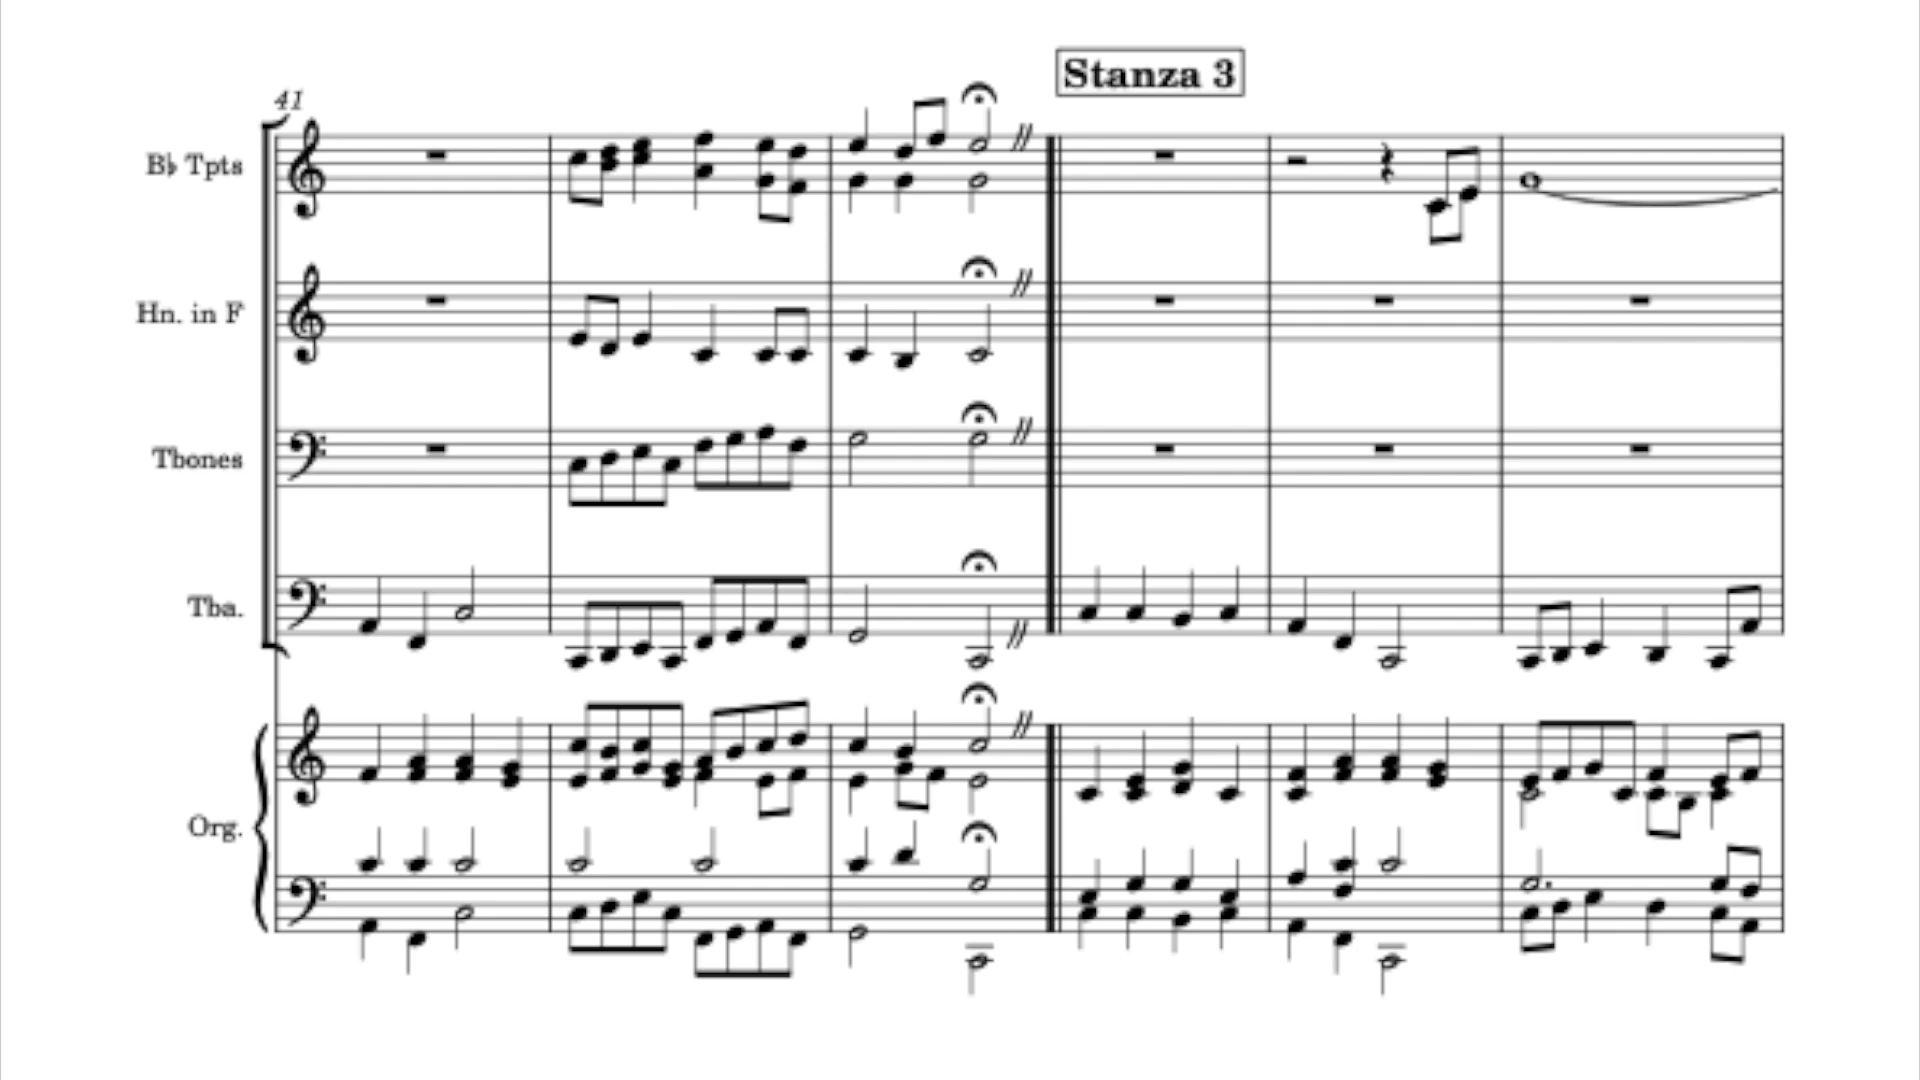 Stanza 3
41
B♭ Tpts
Hn. in F
Tbones
Tba.
Org.